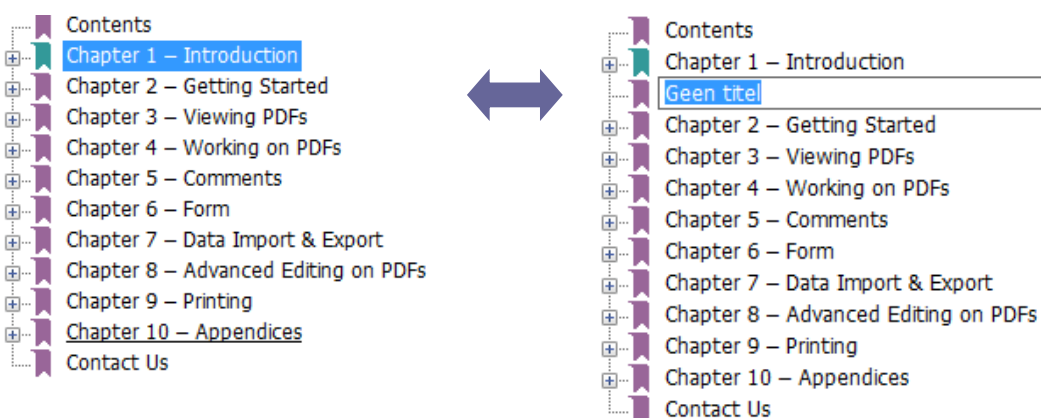 Contents
Chapter 1 – Introduction
Chapter 2 – Getting Started
Chapter 3 – Viewing PDFs
Chapter 4 – Working on PDFs
Chapter 5 – Comments
Chapter 6 – Form
Chapter 7 – Data Import & Export
Chapter 8 – Advanced Editing on PDFs
Chapter 9 – Printing
Chapter 10 – Appendices
Contact Us
Contents
Chapter 1 – Introduction
Geen titel
Chapter 2 – Getting Started
Chapter 3 – Viewing PDFs
Chapter 4 – Working on PDFs
Chapter 5 – Comments
Chapter 6 – Form
Chapter 7 – Data Import & Export
Chapter 8 – Advanced Editing on PDFs
Chapter 9 – Printing
Chapter 10 – Appendices
Contact Us